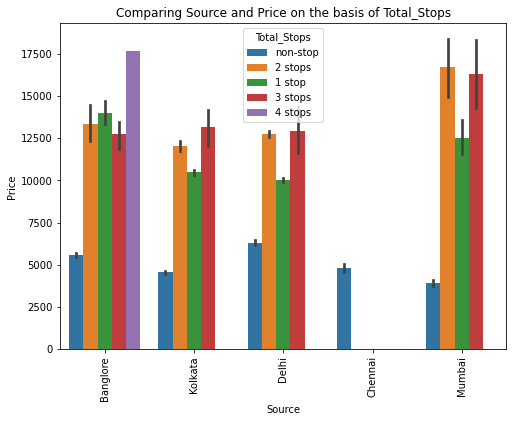 Comparing Source and Price on the basis of Total_Stops
Total_Stops
non-stop
2 stops
1 stop
3 stops
4 stops
17500
15000
12500
10000
7500
5000
2500
0
Price
Banglore
Kolkata
Delhi
Chennai
Mumbai
Source